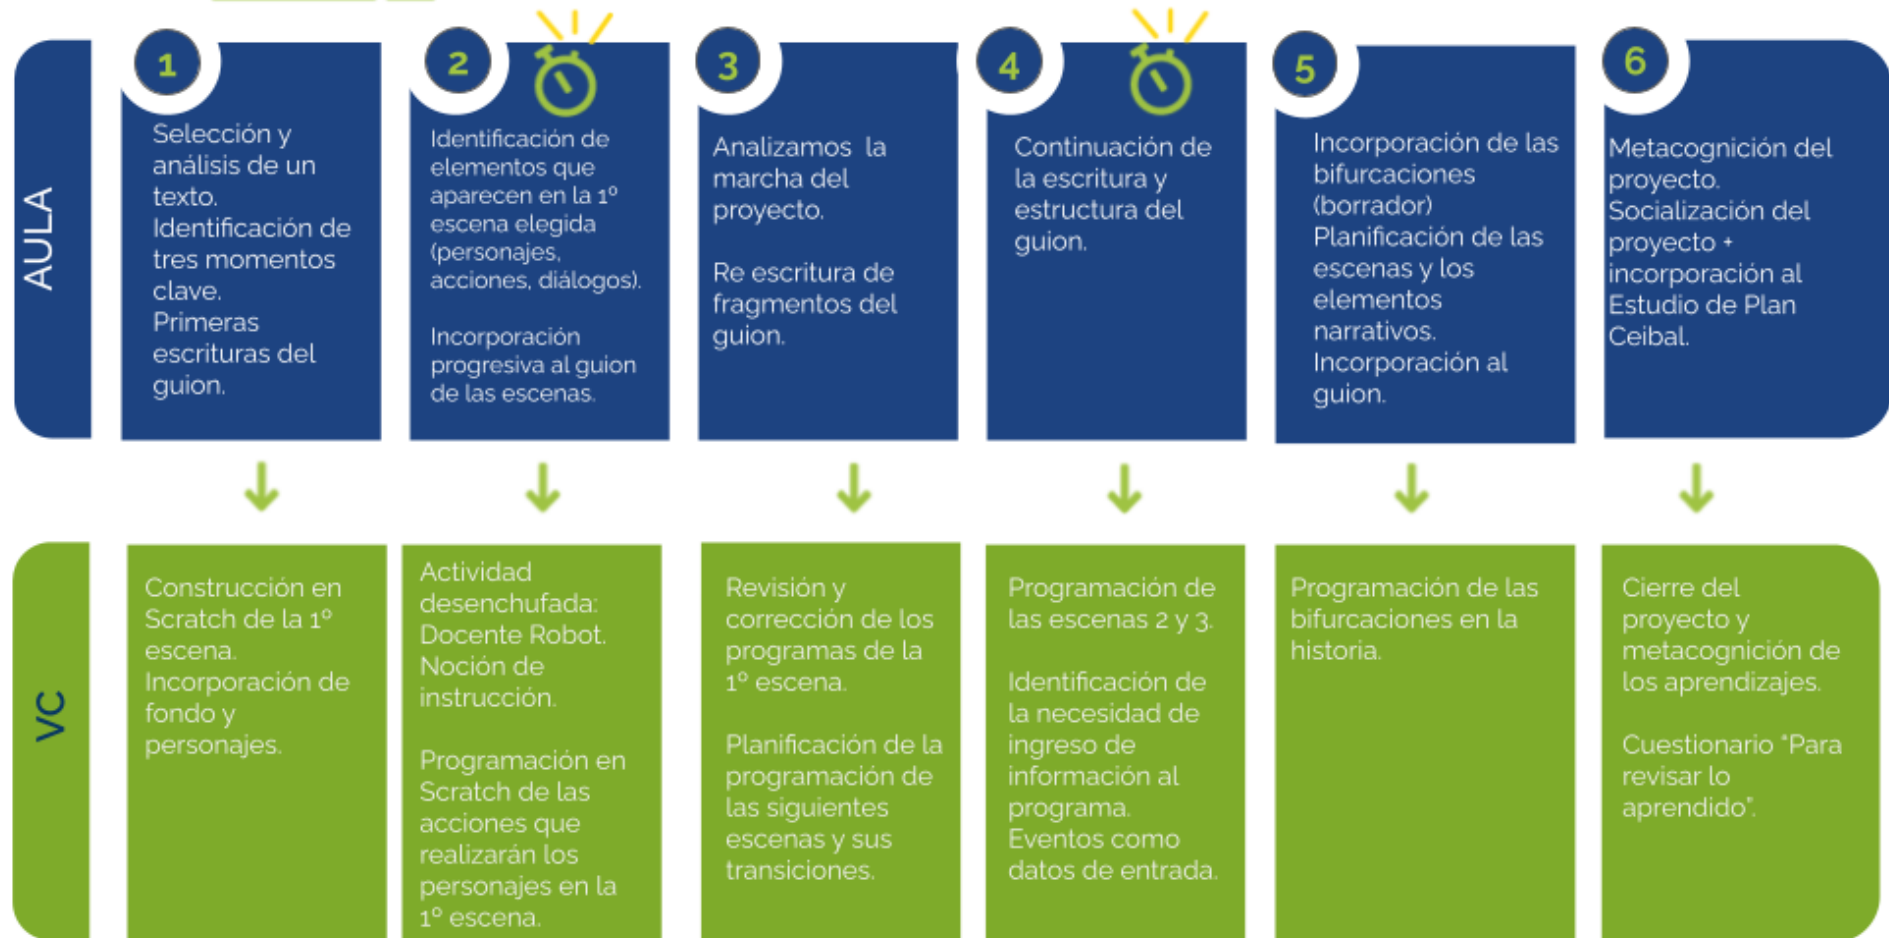 AULA
1
Selección y
análisis de un
texto.
Identificación de
tres momentos
clave.
Primeras
escrituras del
guion.
2
Identificación de
elementos que
aparecen en la 1º
escena elegida
(personajes,
acciones, diálogos).
Incorporación
progresiva al guion
de las escenas.
3
Analizamos la
marcha del
proyecto.
Re escritura de
fragmentos del
guion.
4
Continuación de
la escritura y
estructura del
guion.
5
Incorporación de las
bifurcaciones
(borrador)
Planificación de las
escenas y los
elementos
narrativos.
Incorporación al
guion.
6
Metacognición del
proyecto.
Socialización del
proyecto +
incorporación al
Estudio de Plan
Ceibal.
VC
Construcción en
Scratch de la 1º
escena.
Incorporación de
fondo y
personajes.
Actividad
desenchufada:
Docente Robot.
Noción de
instrucción.
Programación en
Scratch de las
acciones que
realizarán los
personajes en la
1º escena.
Revisión y
corrección de los
programas de la
1º escena.
Planificación de la
programación de
las siguientes
escenas y sus
transiciones.
Programación de
las escenas 2 y 3.
Identificación de
la necesidad de
ingreso de
información al
programa.
Eventos como
datos de entrada.
Programación de las
bifurcaciones en la
historia.
Cierre del
proyecto y
metacognición de
los aprendizajes.
Cuestionario "Para
revisar lo
aprendido".